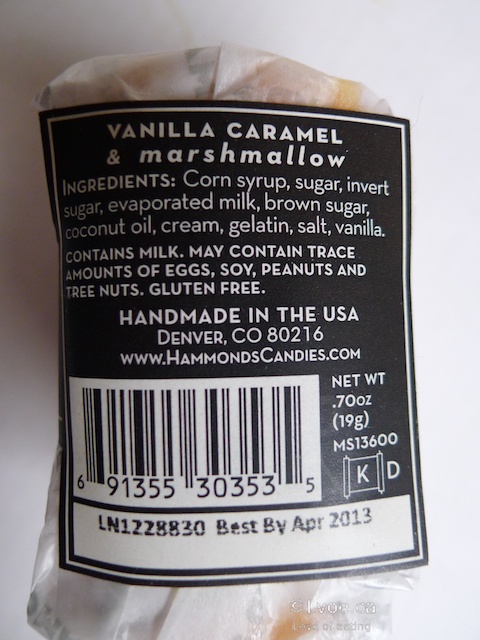 VANILLA CARAMEL
& marshmallow
INGREDIENTS: Corn syrup, sugar, invert
sugar, evaporated milk, brown sugar,
coconut oil, cream, gelatin, salt, vanilla.
CONTAINS MILK. MAY CONTAIN TRACE
AMOUNTS OF EGGS, SOY, PEANUTS AND
TREE NUTS. GLUTEN FREE.
HANDMADE IN THE USA
DENVER, CO 80216
WWW.HAMMONDSCANDIES.COM
NET WT
.70oz
(19g)
MS13600
K D
6 91355 30353 5
LN1228830 Best By Apr 2013